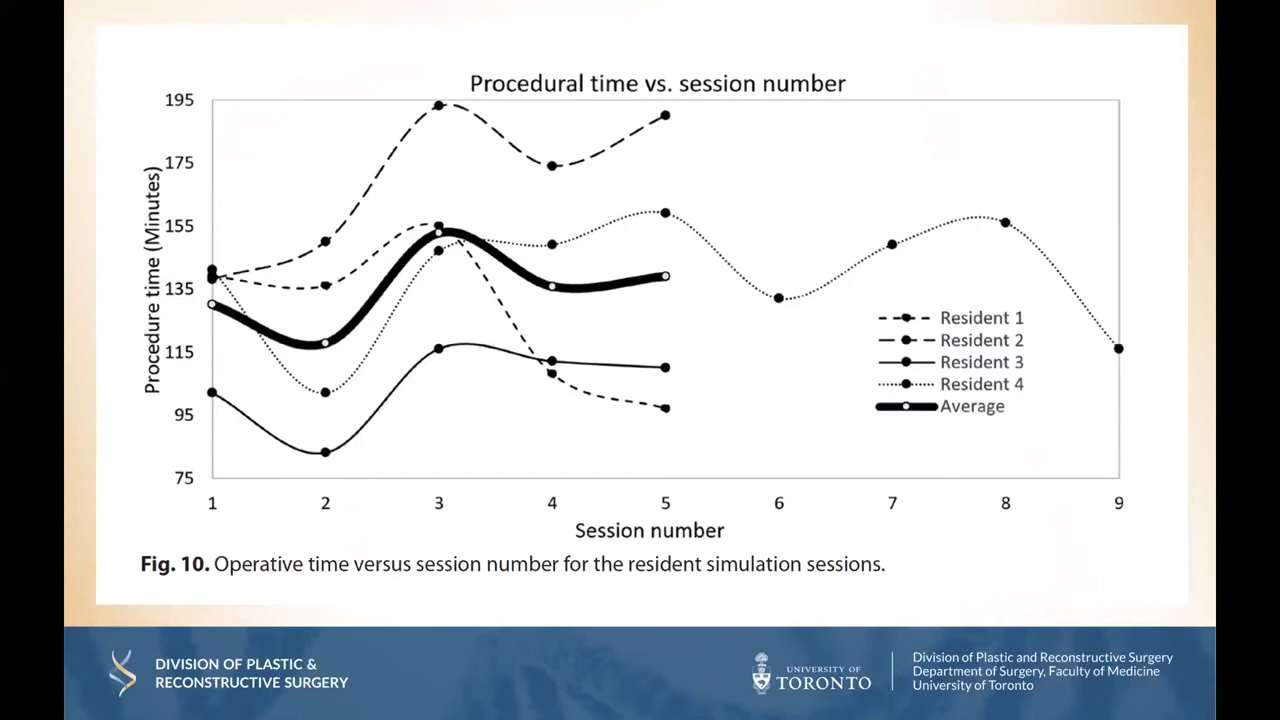 Procedural time vs. session number
195
175
155
135
115
95
75
Procedure time (Minutes)
1 2 3 4 5 6 7 8 9
Session number
Resident 1
Resident 2
Resident 3
Resident 4
Average
Fig. 10. Operative time versus session number for the resident simulation sessions.
DIVISION OF PLASTIC &
RECONSTRUCTIVE SURGERY
UNIVERSITY OF
TORONTO
Division of Plastic and Reconstructive Surgery
Department of Surgery, Faculty of Medicine
University of Toronto